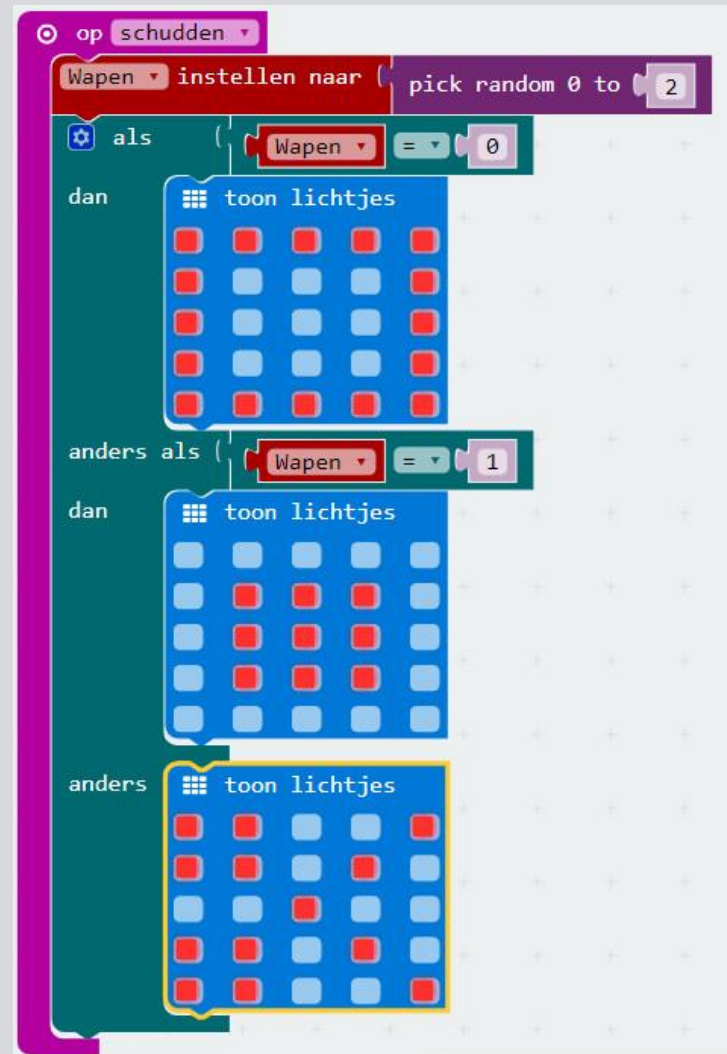 op schudden
Wapen instellen naar pick random 0 to 2
als Wapen = 0
dan toon lichtjes
anders als Wapen = 1
dan toon lichtjes
anders toon lichtjes